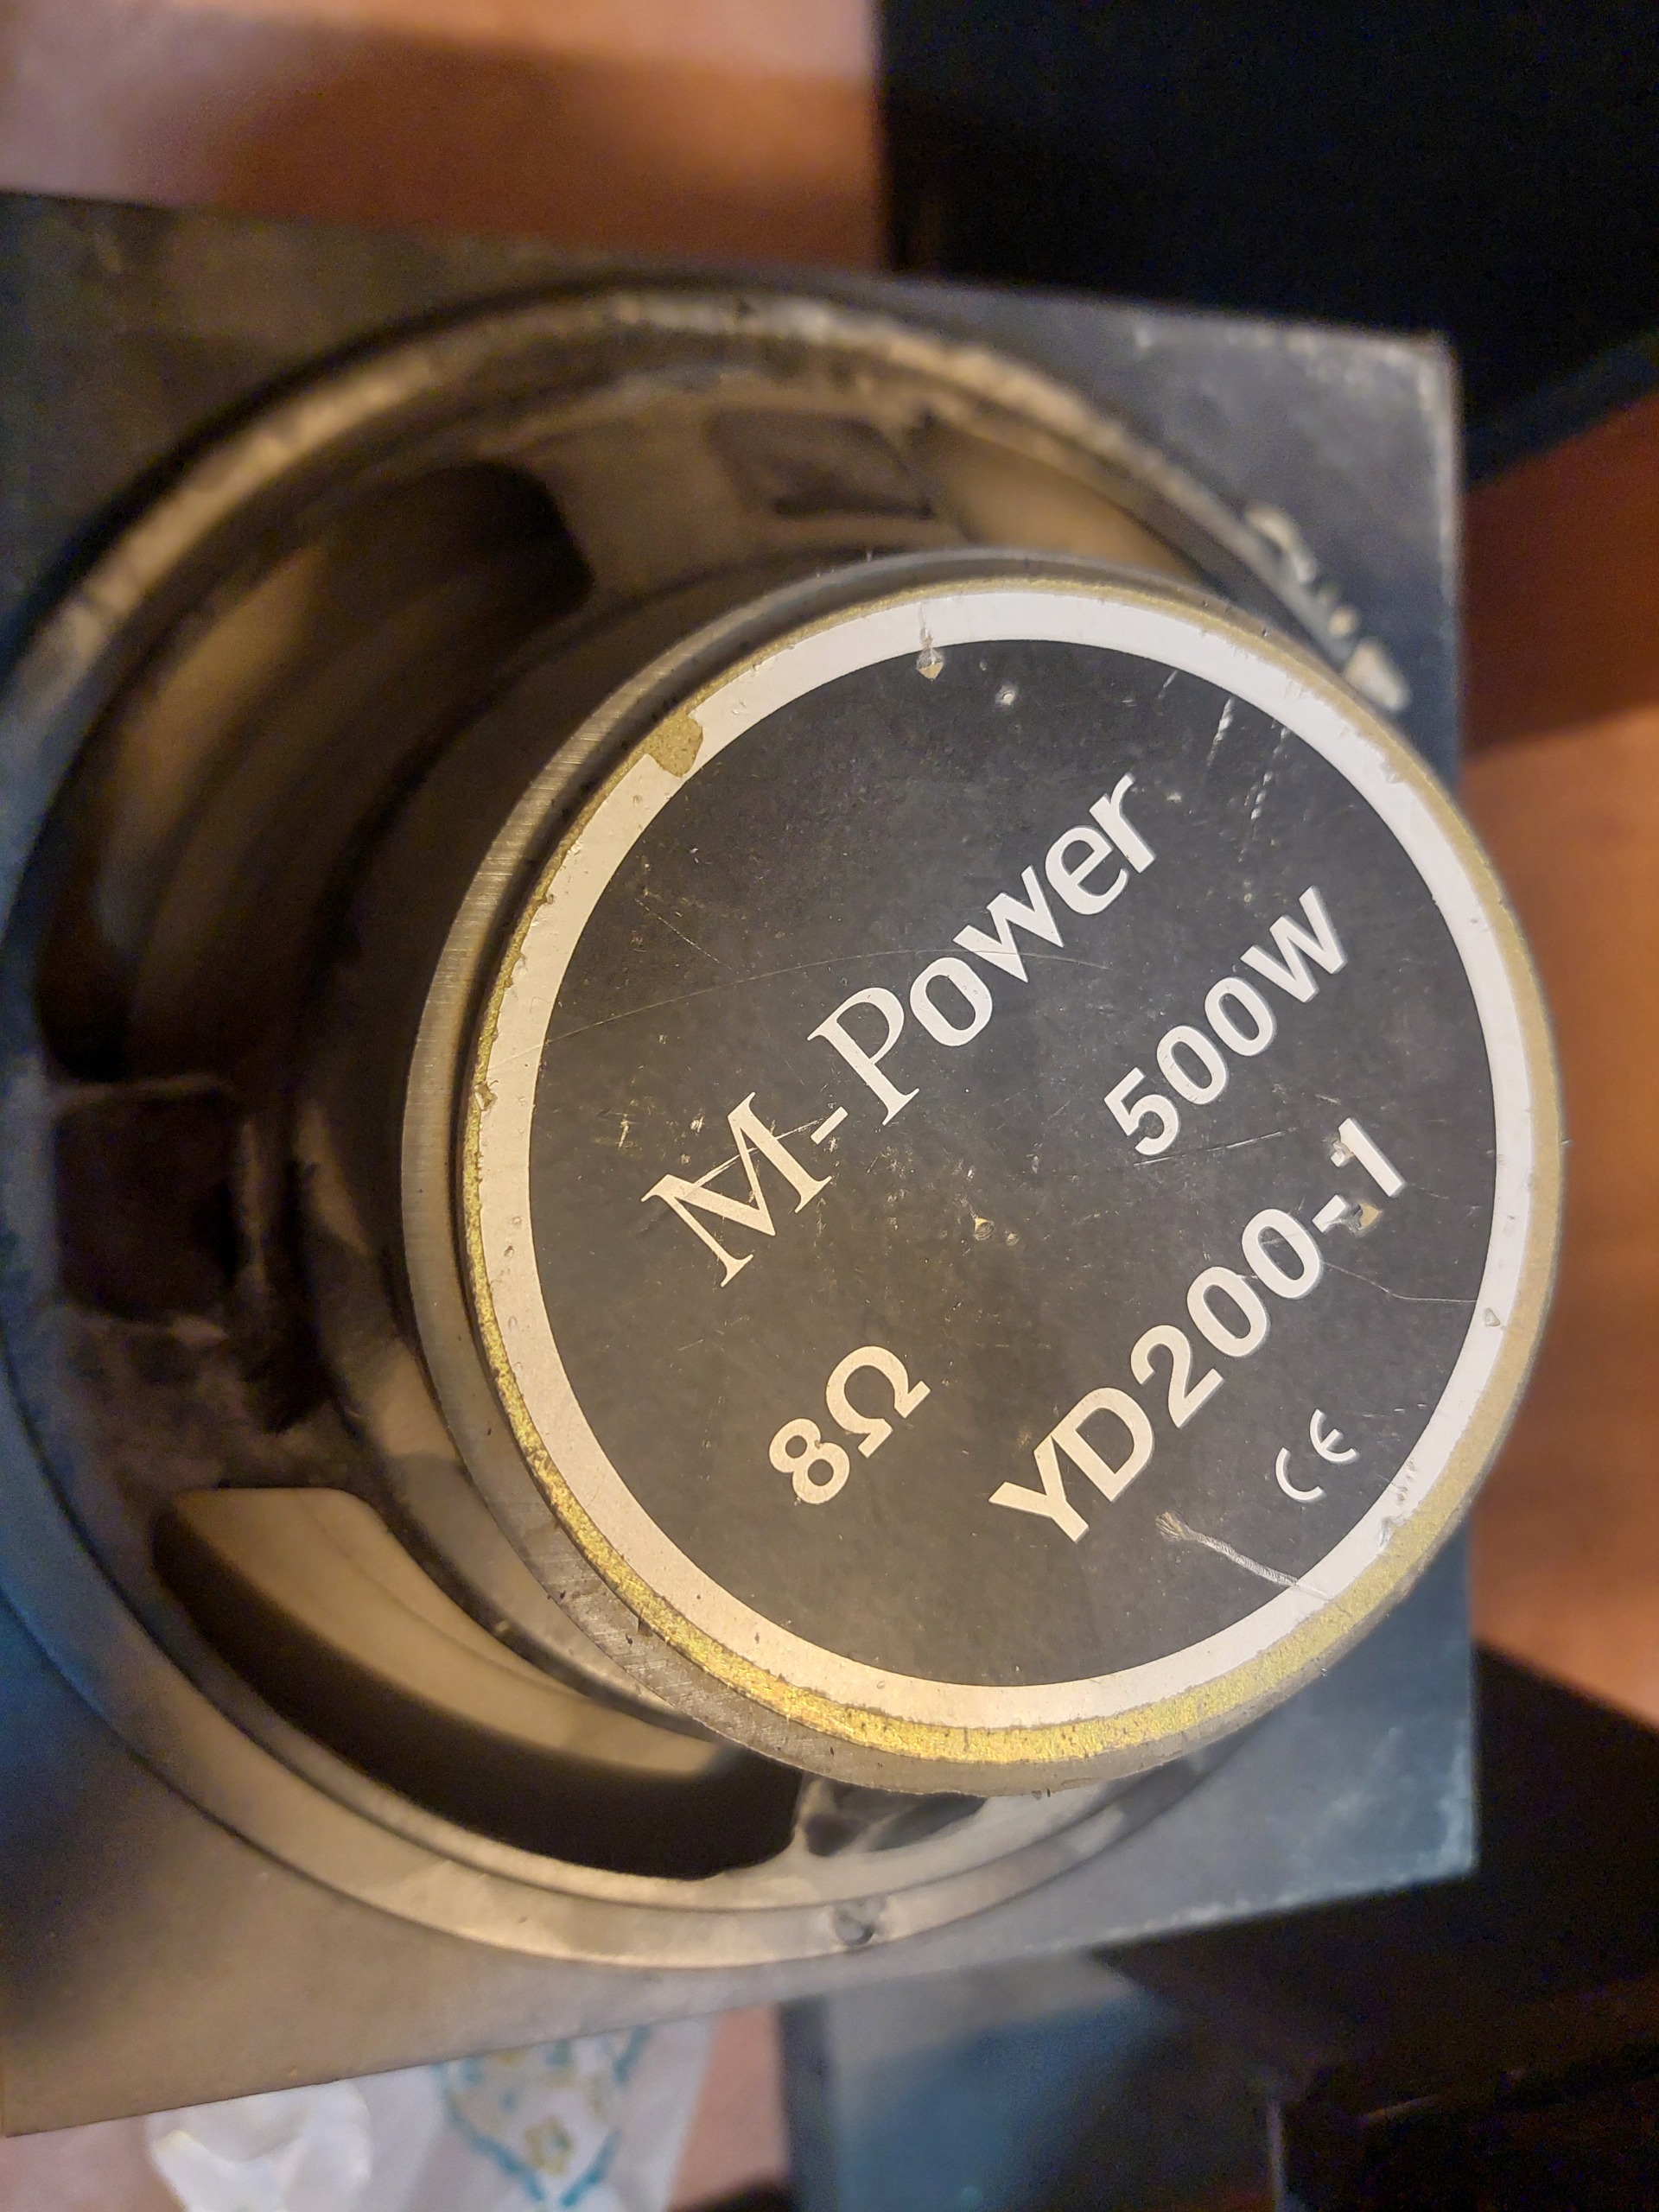 M-Power
500W
8Ω
YD200-1
CE